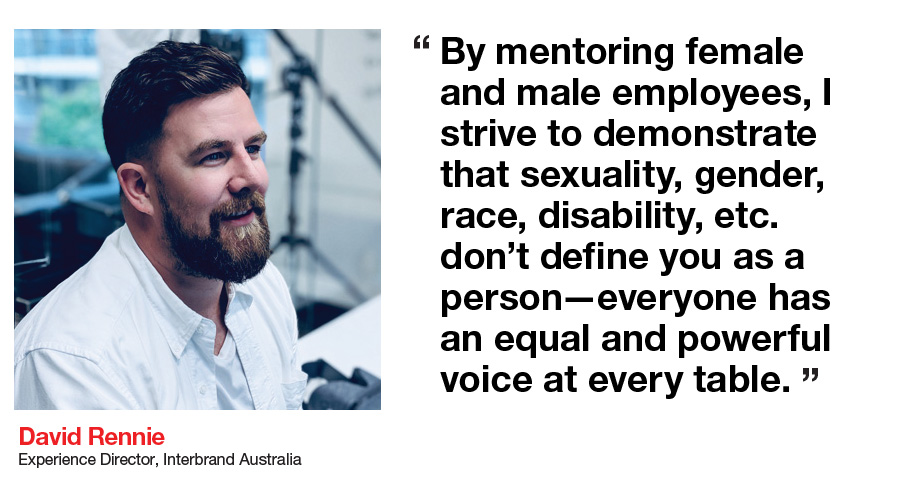 “ By mentoring female
and male employees, I
strive to demonstrate
that sexuality, gender,
race, disability, etc.
don’t define you as a
person—everyone has
an equal and powerful
voice at every table. ”
David Rennie
Experience Director, Interbrand Australia